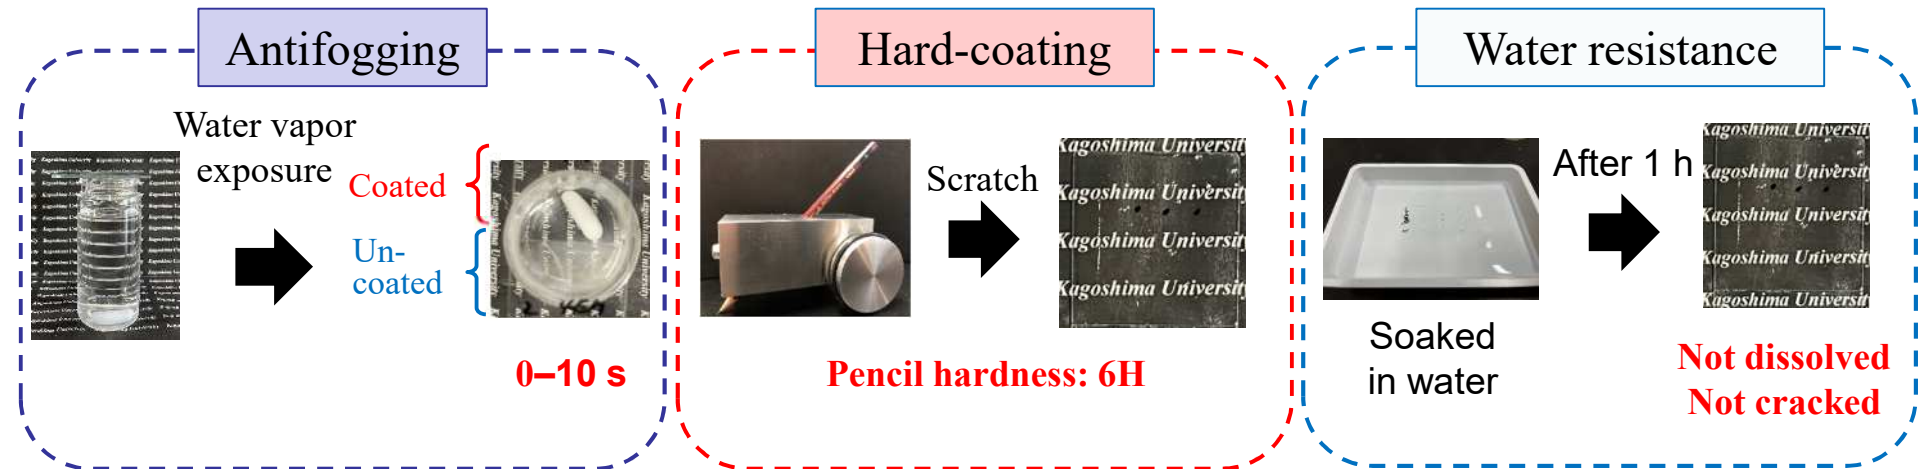 Antifogging
Water vapor
exposure
Coated
Un-
coated
0–10 s
Hard-coating
Scratch
Kagoshima University
Kagoshima University
Kagoshima University
Kagoshima University
Kagoshima University
Pencil hardness: 6H
Water resistance
After 1 h
Kagoshima University
Kagoshima University
Kagoshima University
Kagoshima University
Kagoshima University
Soaked
in water
Not dissolved
Not cracked